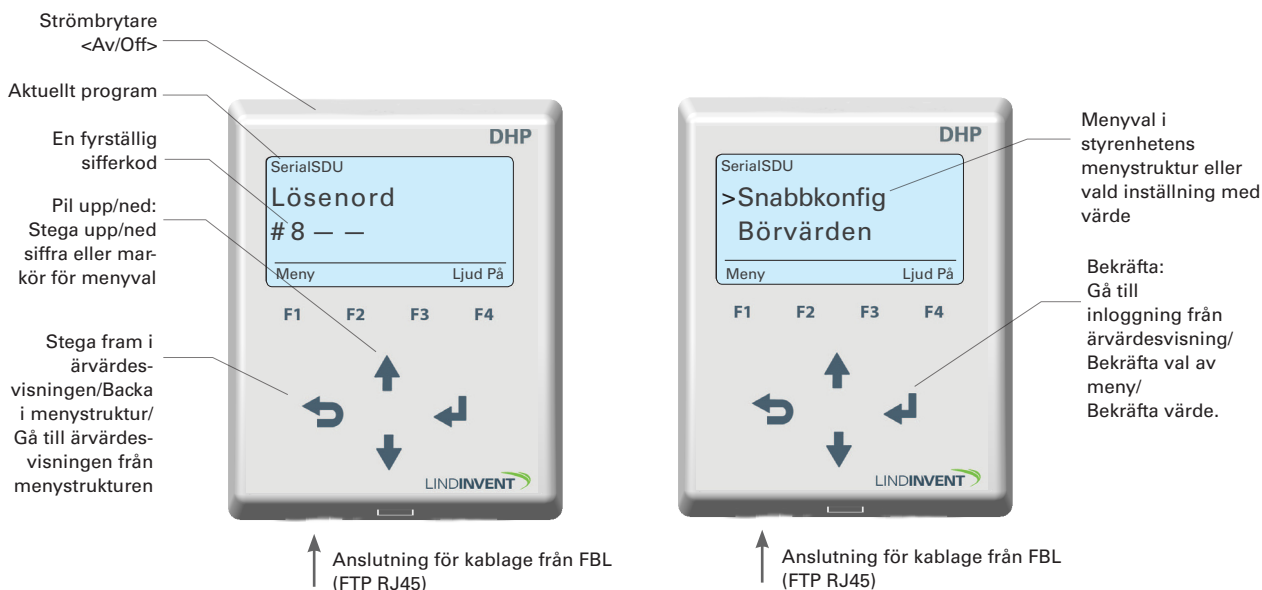 Strömbrytare
<Av/Off>
Aktuellt program
En fyrställig
sifferkod
Pil upp/ned:
Stega upp/ned
siffra eller mar-
kör för menyval
Stega fram i
ärvärdes-
visningen/Backa
i menystruktur/
Gå till ärvärdes-
visningen från
menystrukturen
DHP
SerialSDU
Lösenord
#8— —
Meny Ljud På
F1 F2 F3 F4
LINDINVENT
Anslutning för kablage från FBL
(FTP RJ45)
DHP
SerialSDU
>Snabbkonfig
Börvärden
Meny Ljud På
F1 F2 F3 F4
LINDINVENT
Anslutning för kablage från FBL
(FTP RJ45)
Menyval i
styrenhetens
menystruktur eller
vald inställning med
värde
Bekräfta:
Gå till
inloggning från
ärvärdesvisning/
Bekräfta val av
meny/
Bekräfta värde.